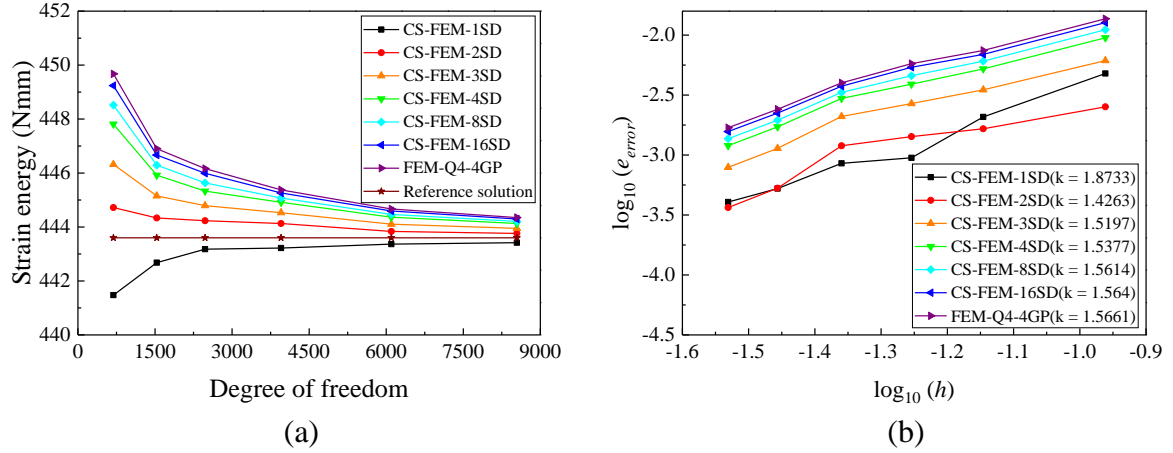 452
450
448
446
444
442
440
Strain energy (Nmm)
0
1500
3000
4500
6000
7500
9000
Degree of freedom
CS-FEM-1SD
CS-FEM-2SD
CS-FEM-3SD
CS-FEM-4SD
CS-FEM-8SD
CS-FEM-16SD
FEM-Q4-4GP
Reference solution
(a)
-2.0
-2.5
-3.0
-3.5
-4.0
-4.5
log10 (eerror)
-1.6
-1.5
-1.4
-1.3
-1.2
-1.1
-1.0
-0.9
log10 (h)
CS-FEM-1SD(k = 1.8733)
CS-FEM-2SD(k = 1.4263)
CS-FEM-3SD(k = 1.5197)
CS-FEM-4SD(k = 1.5377)
CS-FEM-8SD(k = 1.5614)
CS-FEM-16SD(k = 1.564)
FEM-Q4-4GP(k = 1.5661)
(b)